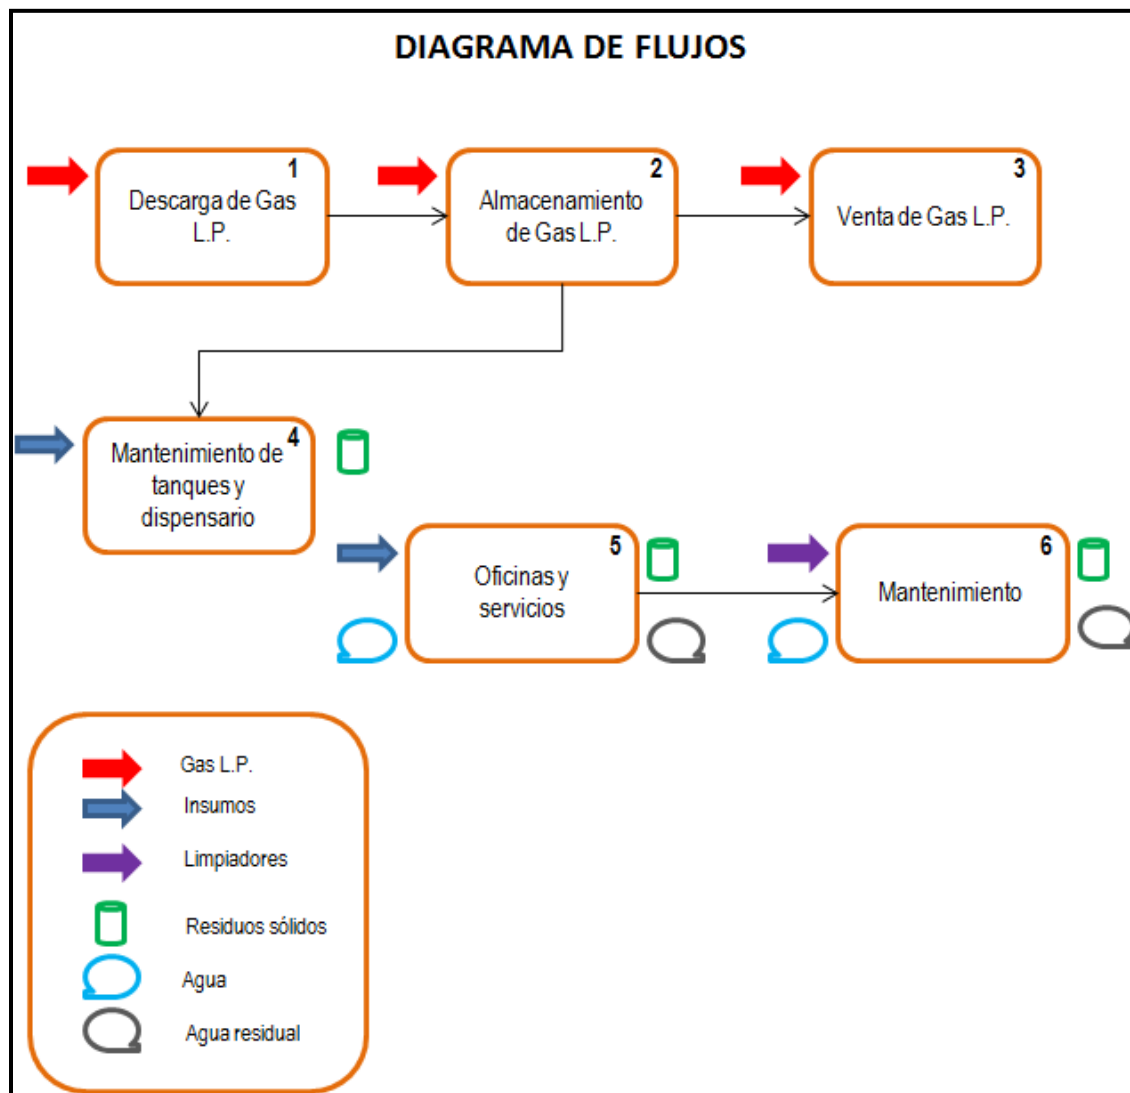 DIAGRAMA DE FLUJOS
1
Descarga de Gas
L.P.
2
Almacenamiento
de Gas L.P.
3
Venta de Gas L.P.
4
Mantenimiento de
tanques y
dispensario
5
Oficinas y
servicios
6
Mantenimiento
Gas L.P.
Insumos
Limpiadores
Residuos sólidos
Agua
Agua residual